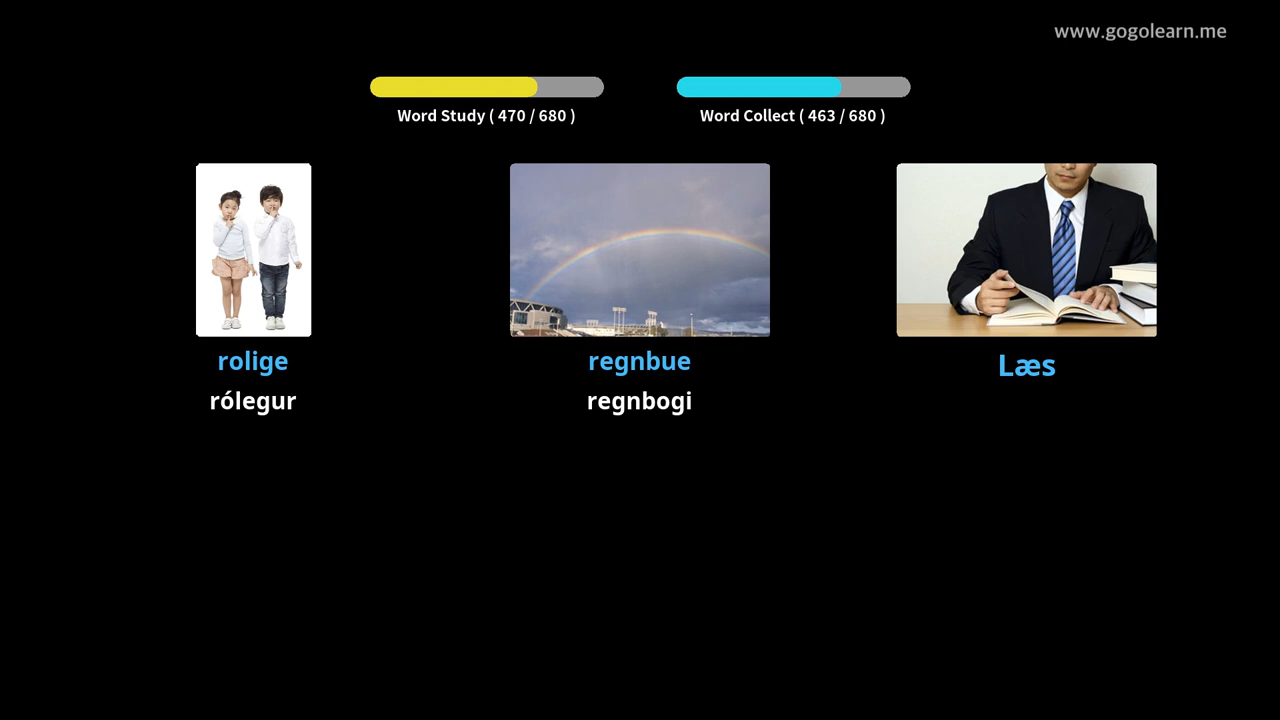 www.gogolearn.me
Word Study ( 470 / 680 )
Word Collect ( 463 / 680 )
rolige
rólegur
regnbue
regnbogi
Læs